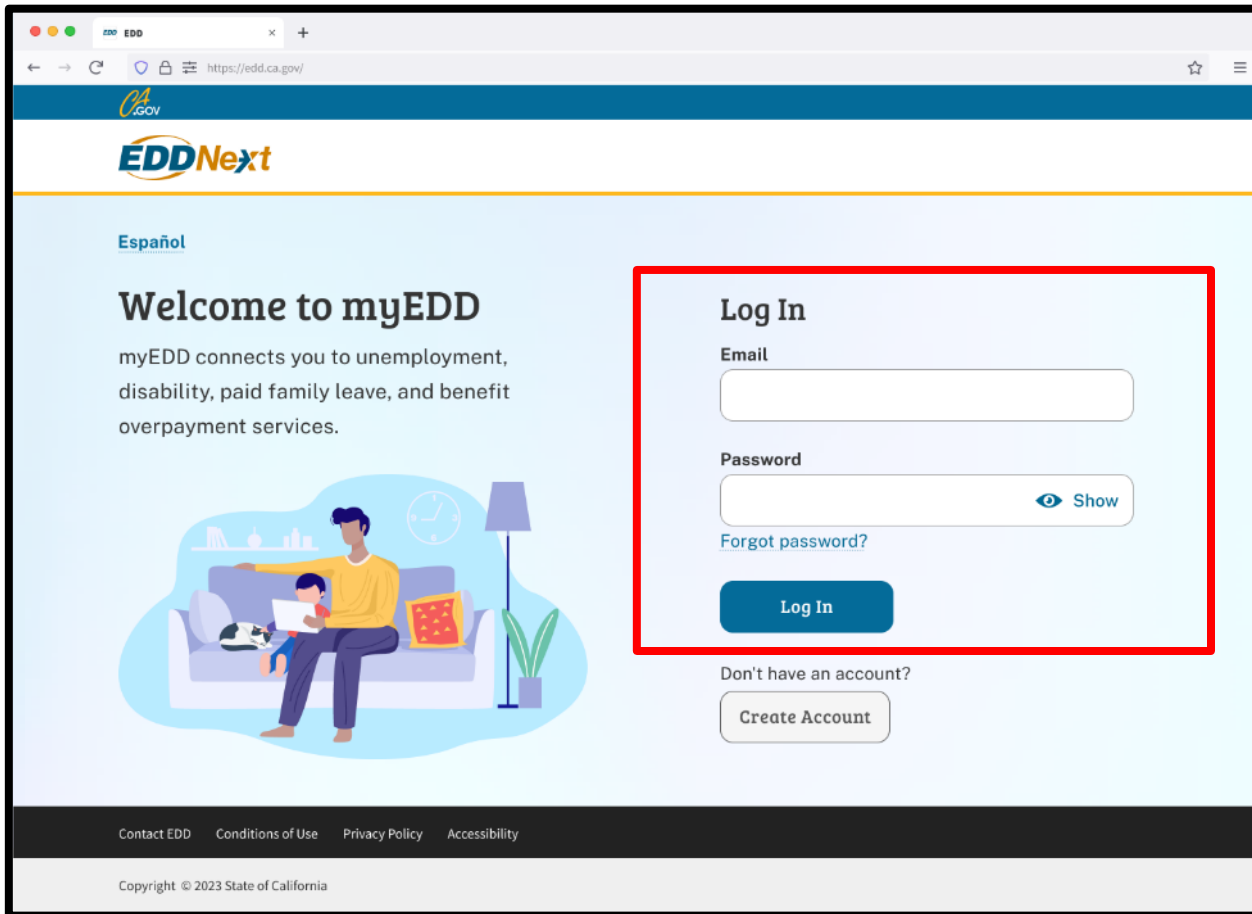 EDD EDD
https://edd.ca.gov/
CA.GOV
EDDNext
Español
Welcome to myEDD
myEDD connects you to unemployment,
disability, paid family leave, and benefit
overpayment services.
Log In
Email
Password
Show
Forgot password?
Log In
Don't have an account?
Create Account
Contact EDD Conditions of Use Privacy Policy Accessibility
Copyright © 2023 State of California